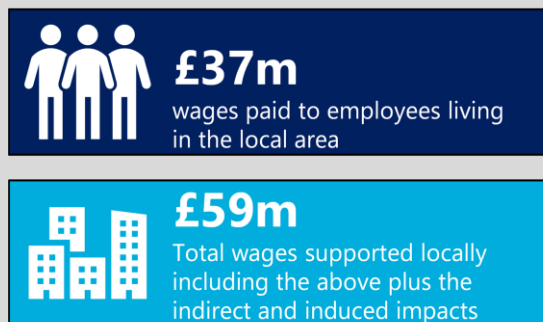 £37m
wages paid to employees living
in the local area
£59m
Total wages supported locally
including the above plus the
indirect and induced impacts